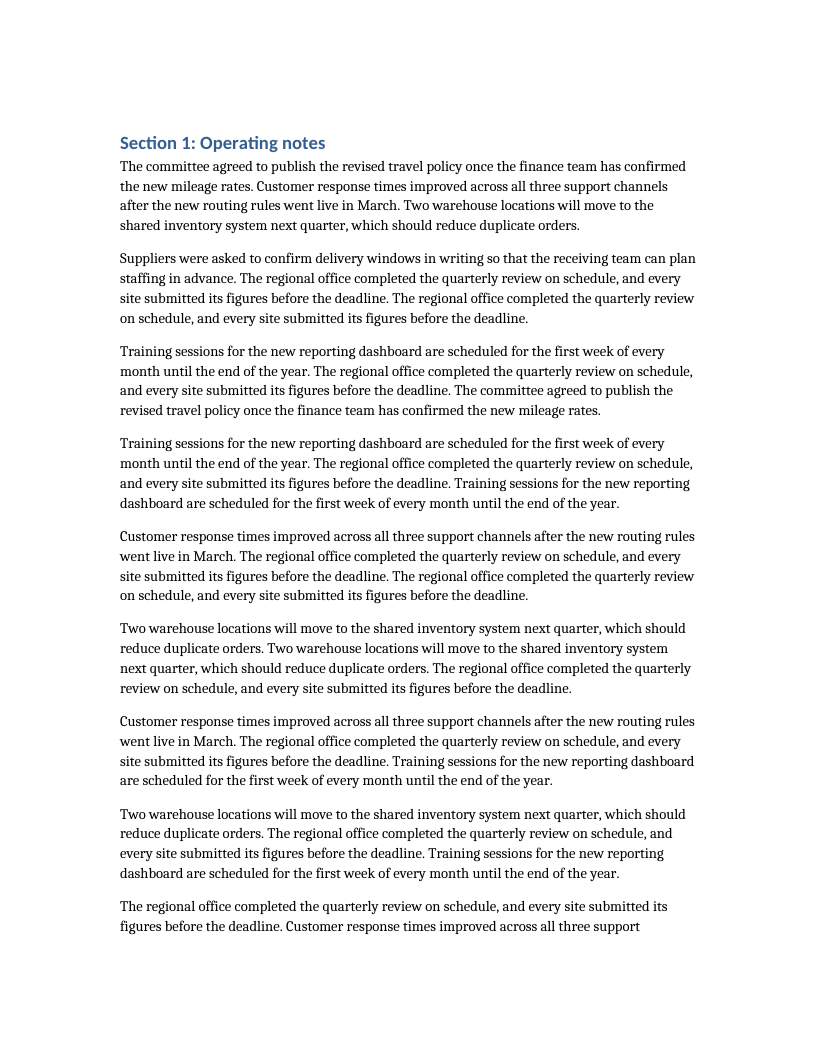 Section 1: Operating notes
The committee agreed to publish the revised travel policy once the finance team has confirmed
the new mileage rates. Customer response times improved across all three support channels
after the new routing rules went live in March. Two warehouse locations will move to the
shared inventory system next quarter, which should reduce duplicate orders.
Suppliers were asked to confirm delivery windows in writing so that the receiving team can plan
staffing in advance. The regional office completed the quarterly review on schedule, and every
site submitted its figures before the deadline. The regional office completed the quarterly review
on schedule, and every site submitted its figures before the deadline.
Training sessions for the new reporting dashboard are scheduled for the first week of every
month until the end of the year. The regional office completed the quarterly review on schedule,
and every site submitted its figures before the deadline. The committee agreed to publish the
revised travel policy once the finance team has confirmed the new mileage rates.
Training sessions for the new reporting dashboard are scheduled for the first week of every
month until the end of the year. The regional office completed the quarterly review on schedule,
and every site submitted its figures before the deadline. Training sessions for the new reporting
dashboard are scheduled for the first week of every month until the end of the year.
Customer response times improved across all three support channels after the new routing rules
went live in March. The regional office completed the quarterly review on schedule, and every
site submitted its figures before the deadline. The regional office completed the quarterly review
on schedule, and every site submitted its figures before the deadline.
Two warehouse locations will move to the shared inventory system next quarter, which should
reduce duplicate orders. Two warehouse locations will move to the shared inventory system
next quarter, which should reduce duplicate orders. The regional office completed the quarterly
review on schedule, and every site submitted its figures before the deadline.
Customer response times improved across all three support channels after the new routing rules
went live in March. The regional office completed the quarterly review on schedule, and every
site submitted its figures before the deadline. Training sessions for the new reporting dashboard
are scheduled for the first week of every month until the end of the year.
Two warehouse locations will move to the shared inventory system next quarter, which should
reduce duplicate orders. The regional office completed the quarterly review on schedule, and
every site submitted its figures before the deadline. Training sessions for the new reporting
dashboard are scheduled for the first week of every month until the end of the year.
The regional office completed the quarterly review on schedule, and every site submitted its
figures before the deadline. Customer response times improved across all three support